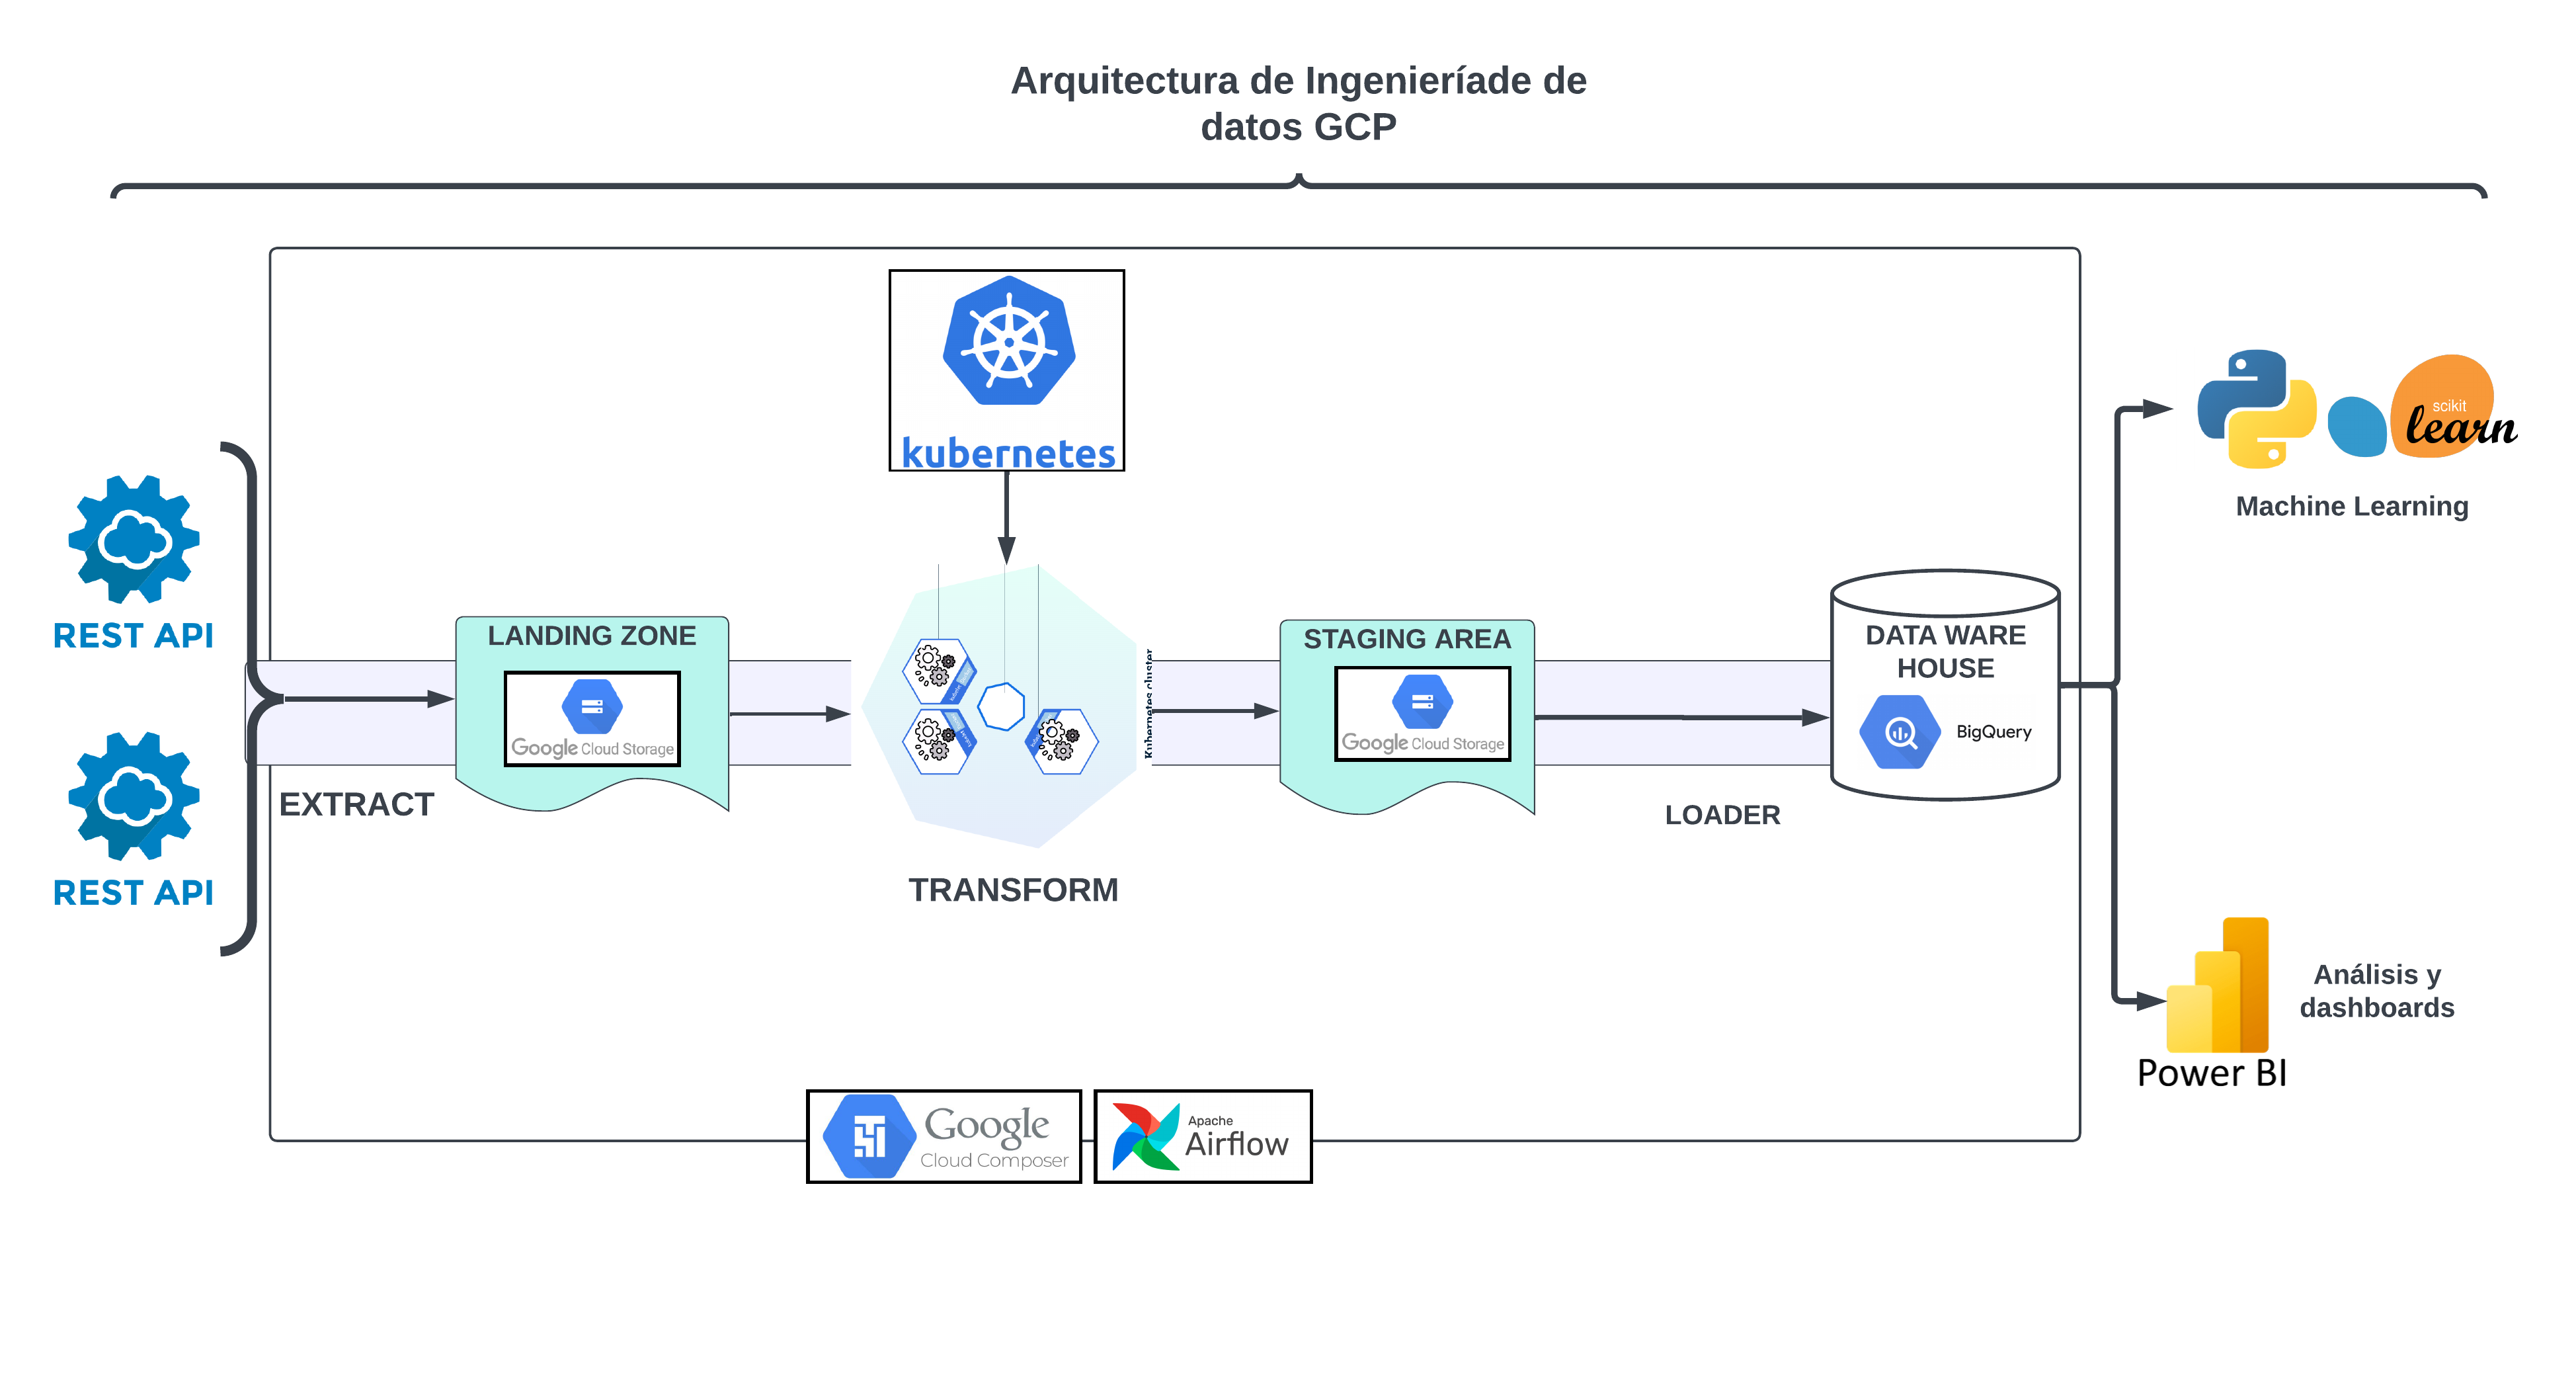 Arquitectura de Ingenieríade de
datos GCP
kubernetes
REST API
REST API
EXTRACT
LANDING ZONE
Google Cloud Storage
Kubernetes cluster
TRANSFORM
STAGING AREA
Google Cloud Storage
LOADER
DATA WARE
HOUSE
BigQuery
scikit
learn
Machine Learning
Análisis y
dashboards
Power BI
Google
Cloud Composer
Apache
Airflow